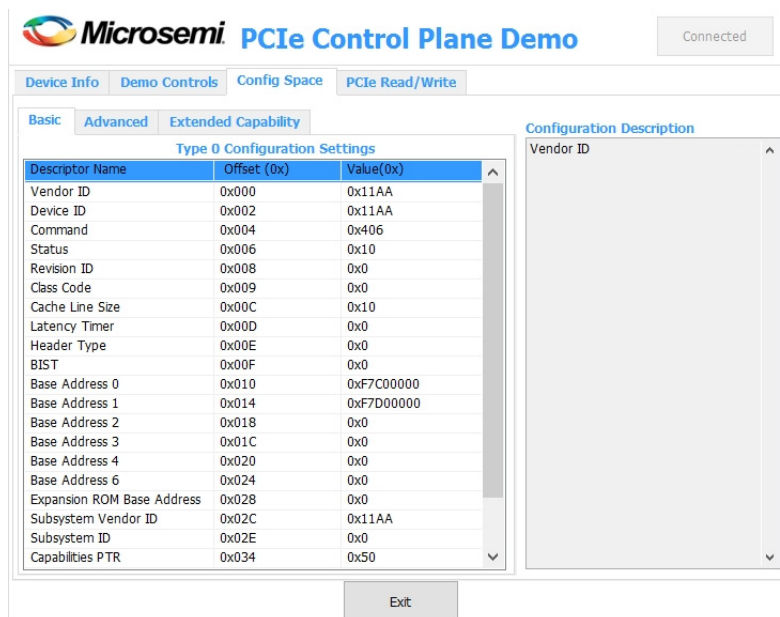 Microsemi. PCIe Control Plane Demo
Connected
Device Info Demo Controls Config Space PCIe Read/Write
Basic Advanced Extended Capability
Type 0 Configuration Settings
Descriptor Name Offset (0x) Value(0x)
Vendor ID 0x000 0x11AA
Device ID 0x002 0x11AA
Command 0x004 0x406
Status 0x006 0x10
Revision ID 0x008 0x0
Class Code 0x009 0x0
Cache Line Size 0x00C 0x10
Latency Timer 0x00D 0x0
Header Type 0x00E 0x0
BIST 0x00F 0x0
Base Address 0 0x010 0xF7C00000
Base Address 1 0x014 0xF7D00000
Base Address 2 0x018 0x0
Base Address 3 0x01C 0x0
Base Address 4 0x020 0x0
Base Address 6 0x024 0x0
Expansion ROM Base Address 0x028 0x0
Subsystem Vendor ID 0x02C 0x11AA
Subsystem ID 0x02E 0x0
Capabilities PTR 0x034 0x50
Configuration Description
Vendor ID
Exit